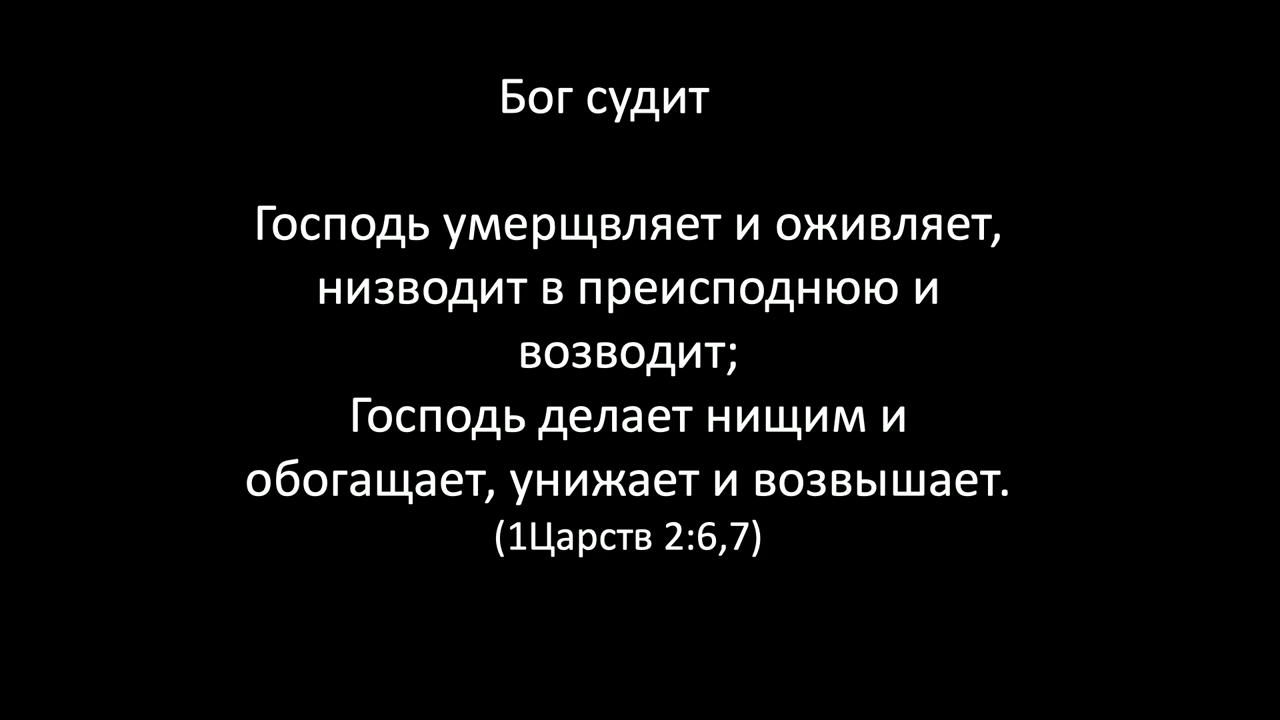 Бог судит
Господь умерщвляет и оживляет,
низводит в преисподнюю и
возводит;
Господь делает нищим и
обогащает, унижает и возвышает.
(1Царств 2:6,7)